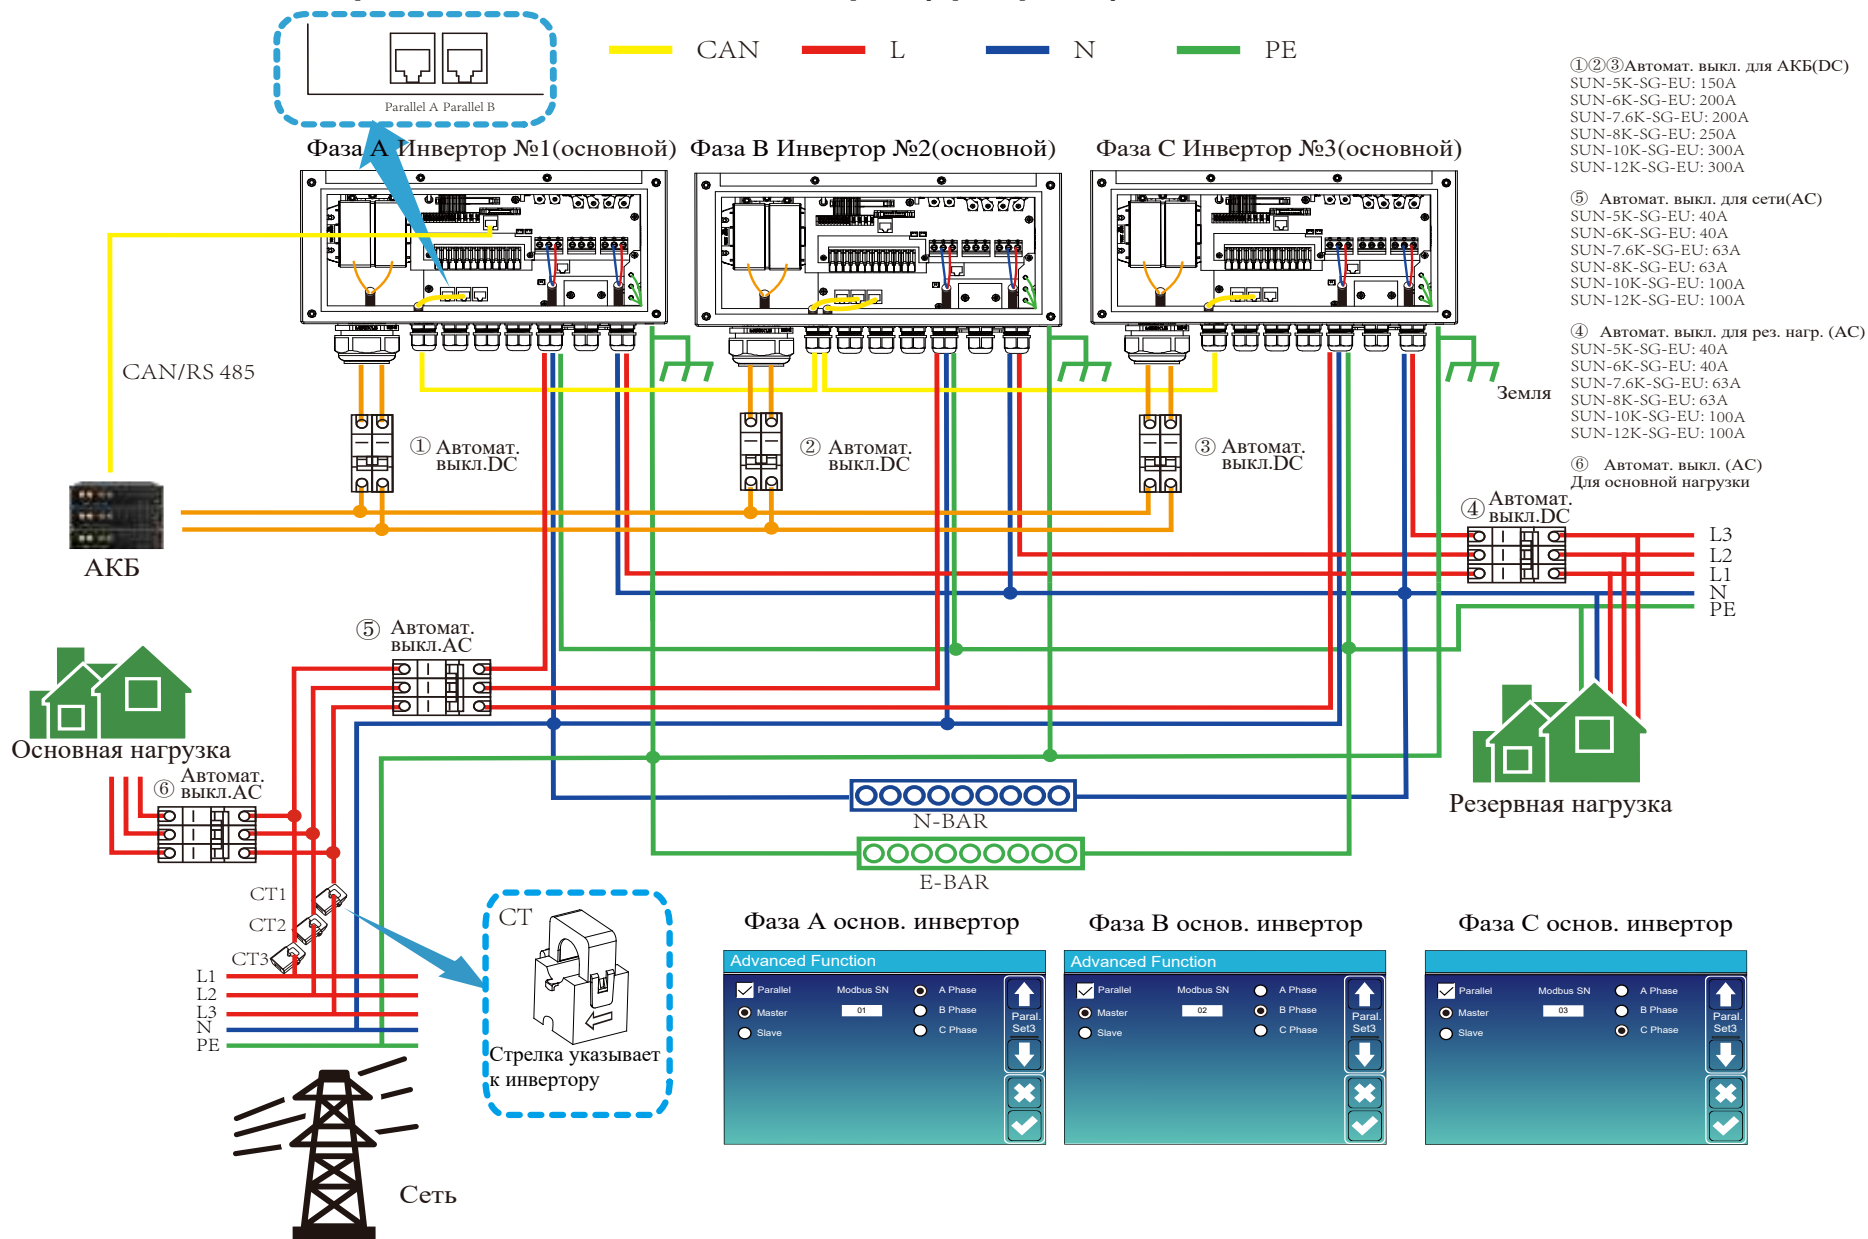 Parallel A Parallel B
CAN
L
N
PE
Фаза A Инвертор №1(основной)
Фаза B Инвертор №2(основной)
Фаза C Инвертор №3(основной)
①②③Автомат. выкл. для АКБ(DC)
SUN-5K-SG-EU: 150A
SUN-6K-SG-EU: 200A
SUN-7.6K-SG-EU: 200A
SUN-8K-SG-EU: 250A
SUN-10K-SG-EU: 300A
SUN-12K-SG-EU: 300A
⑤ Автомат. выкл. для сети(AC)
SUN-5K-SG-EU: 40A
SUN-6K-SG-EU: 40A
SUN-7.6K-SG-EU: 63A
SUN-8K-SG-EU: 63A
SUN-10K-SG-EU: 100A
SUN-12K-SG-EU: 100A
④ Автомат. выкл. для рез. нагр. (AC)
SUN-5K-SG-EU: 40A
SUN-6K-SG-EU: 40A
SUN-7.6K-SG-EU: 63A
SUN-8K-SG-EU: 63A
SUN-10K-SG-EU: 100A
SUN-12K-SG-EU: 100A
⑥ Автомат. выкл. (AC)
Для основной нагрузки
CAN/RS 485
Земля
① Автомат.
выкл.DC
② Автомат.
выкл.DC
③ Автомат.
выкл.DC
④ Автомат.
выкл.DC
АКБ
L3
L2
L1
N
PE
⑤ Автомат.
выкл.AC
Основная нагрузка
⑥ Автомат.
выкл.AC
Резервная нагрузка
N-BAR
E-BAR
CT1
CT2
CT3
L1
L2
L3
N
PE
CT
Стрелка указывает
к инвертору
Сеть
Фаза A основ. инвертор
Advanced Function
Parallel
Modbus SN
A Phase
Master
01
B Phase
Slave
C Phase
Paral.
Set3
Фаза B основ. инвертор
Advanced Function
Parallel
Modbus SN
A Phase
Master
02
B Phase
Slave
C Phase
Paral.
Set3
Фаза C основ. инвертор
Parallel
Modbus SN
A Phase
Master
03
B Phase
Slave
C Phase
Paral.
Set3